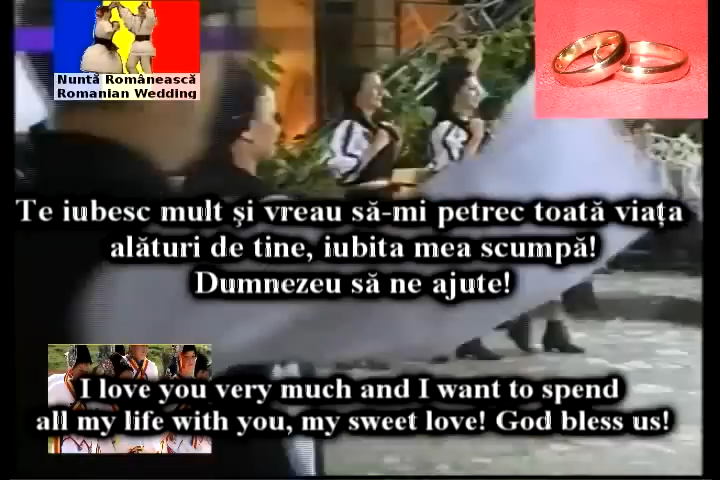 Nuntă Românească
Romanian Wedding
Te iubesc mult şi vreau să-mi petrec toată viaţa
alături de tine, iubita mea scumpă!
Dumnezeu să ne ajute!
I love you very much and I want to spend
all my life with you, my sweet love! God bless us!